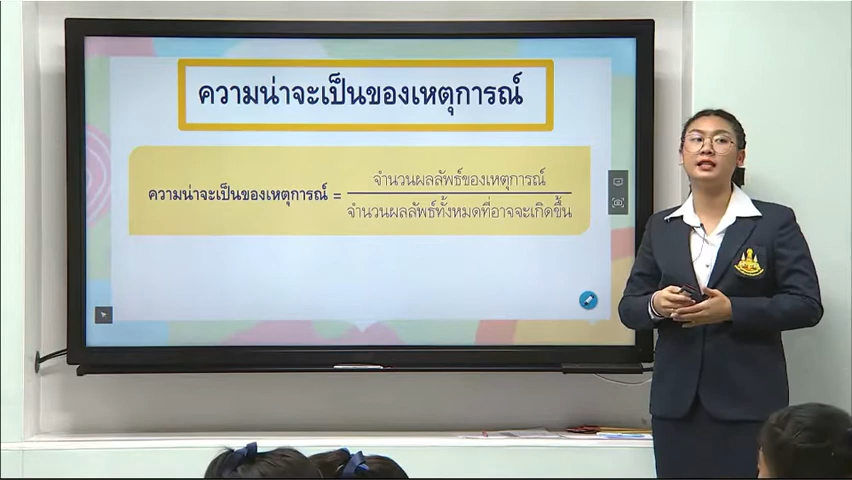 ความน่าจะเป็นของเหตุการณ์
ความน่าจะเป็นของเหตุการณ์ =
จำนวนผลลัพธ์ของเหตุการณ์
จำนวนผลลัพธ์ทั้งหมดที่อาจจะเกิดขึ้น